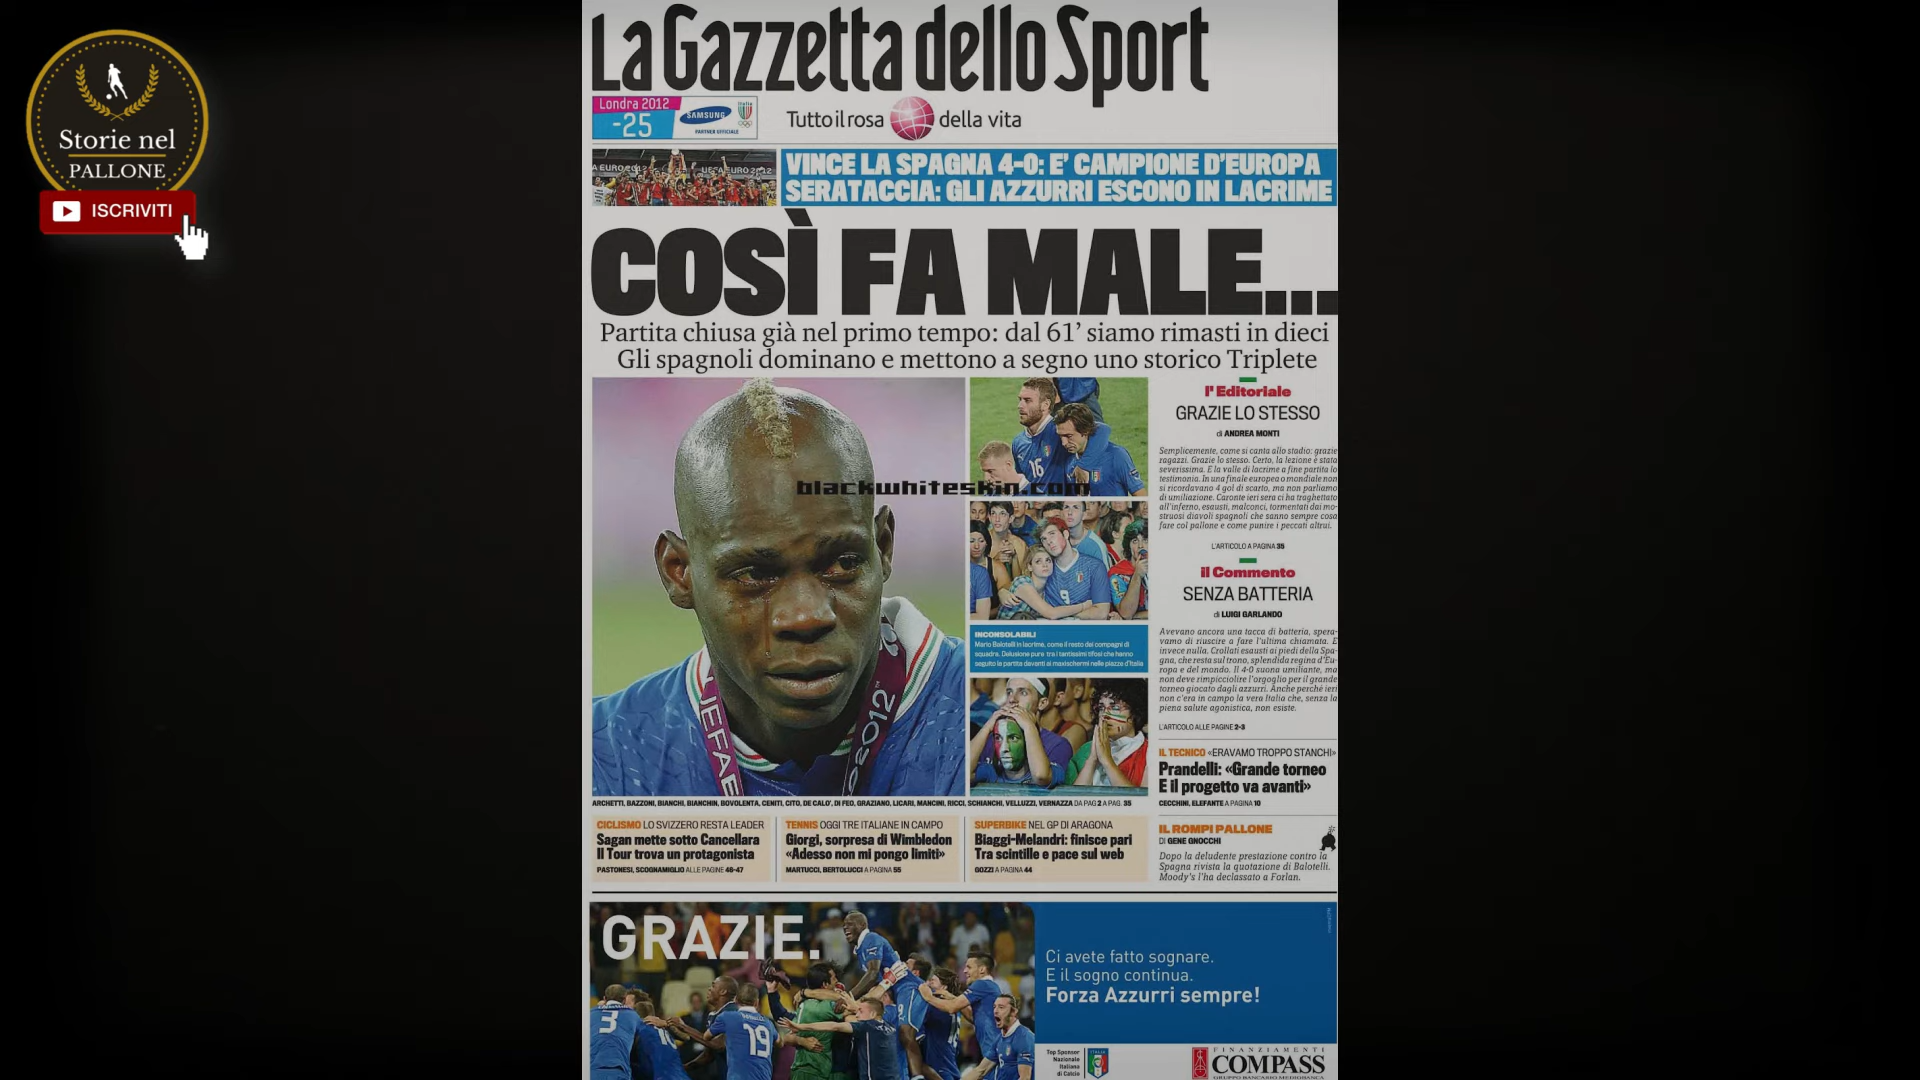 Storie nel
PALLONE
ISCRIVITI
La Gazzetta dello Sport
Londra 2012
-25
SAMSUNG
PARTNER UFFICIALE
Italia
Tutto il rosa della vita
VINCE LA SPAGNA 4-0: E' CAMPIONE D'EUROPA
SERATACCIA: GLI AZZURRI ESCONO IN LACRIME
COSÌ FA MALE...
Partita chiusa già nel primo tempo: dal 61' siamo rimasti in dieci
Gli spagnoli dominano e mettono a segno uno storico Triplete
blackwhiteskin.com
16
9
UEFA E
2012
INCONSOLABILI
Mario Balotelli in lacrime, come il resto dei compagni di
squadra. Delusione pure tra i tantissimi tifosi che hanno
seguito le partita davanti ai maxischermi nelle piazze d'Italia
l'Editoriale
GRAZIE LO STESSO
di ANDREA MONTI
Semplicemente, come si canta allo stadio: grazie
ragazzi. Grazie lo stesso. Certo, la lezione è stata
severissima. E la valle di lacrime a fine partita lo
testimonia. In una finale europea o mondiale non
si ricordavano 4 gol di scarto, ma non parliamo
di umiliazione. Caronte ieri sera ci ha traghettato
all'inferno, esausti, malconci, tormentati dai mo-
struosi diavoli spagnoli che sanno sempre cosa
fare col pallone e come punire i peccati altrui.
L'ARTICOLO A PAGINA 35
il Commento
SENZA BATTERIA
di LUIGI GARLANDO
Avevano ancora una tacca di batteria, spera-
vamo di riuscire a fare l'ultima chiamata. E
invece nulla. Crollati esausti ai piedi della Spa-
gna, che resta sul trono, splendida regina d'Eu-
ropa e del mondo. Il 4-0 suona umiliante, ma
non deve rimpicciolire l'orgoglio per il grande
torneo giocato dagli azzurri. Anche perché ieri
non c'era in campo la vera Italia che, senza la
piena salute agonistica, non esiste.
L'ARTICOLO ALLE PAGINE 2-3
IL TECNICO «ERAVAMO TROPPO STANCHI»
Prandelli: «Grande torneo
E il progetto va avanti»
CECCHINI, ELEFANTE A PAGINA 10
ARCHETTI, BAZZONI, BIANCHI, BIANCHIN, BOVOLENTA, CENITI, CITO, DE CALO', DI FEO, GRAZIANO, LICARI, MANCINI, RICCI, SCHIANCHI, VELLUZZI, VERNAZZA DA PAG 2 A PAG. 35
CICLISMO LO SVIZZERO RESTA LEADER
Sagan mette sotto Cancellara
Il Tour trova un protagonista
PASTONESI, SCOGNAMIGLIO ALLE PAGINE 46-47
TENNIS OGGI TRE ITALIANE IN CAMPO
Giorgi, sorpresa di Wimbledon
«Adesso non mi pongo limiti»
MARTUCCI, BERTOLUCCI A PAGINA 55
SUPERBIKE NEL GP DI ARAGONA
Biaggi-Melandri: finisce pari
Tra scintille e pace sul web
GOZZI A PAGINA 44
IL ROMPI PALLONE
DI GENE GNOCCHI
Dopo la deludente prestazione contro la
Spagna rivista la quotazione di Balotelli.
Moody's l'ha declassato a Forlan.
GRAZIE.
3
19
Ci avete fatto sognare.
E il sogno continua.
Forza Azzurri sempre!
Top Sponsor
Nazionale
Italiana
di Calcio
ITALIA
FINANZIAMENTI
COMPASS
GRUPPO BANCARIO MEDIOBANCA